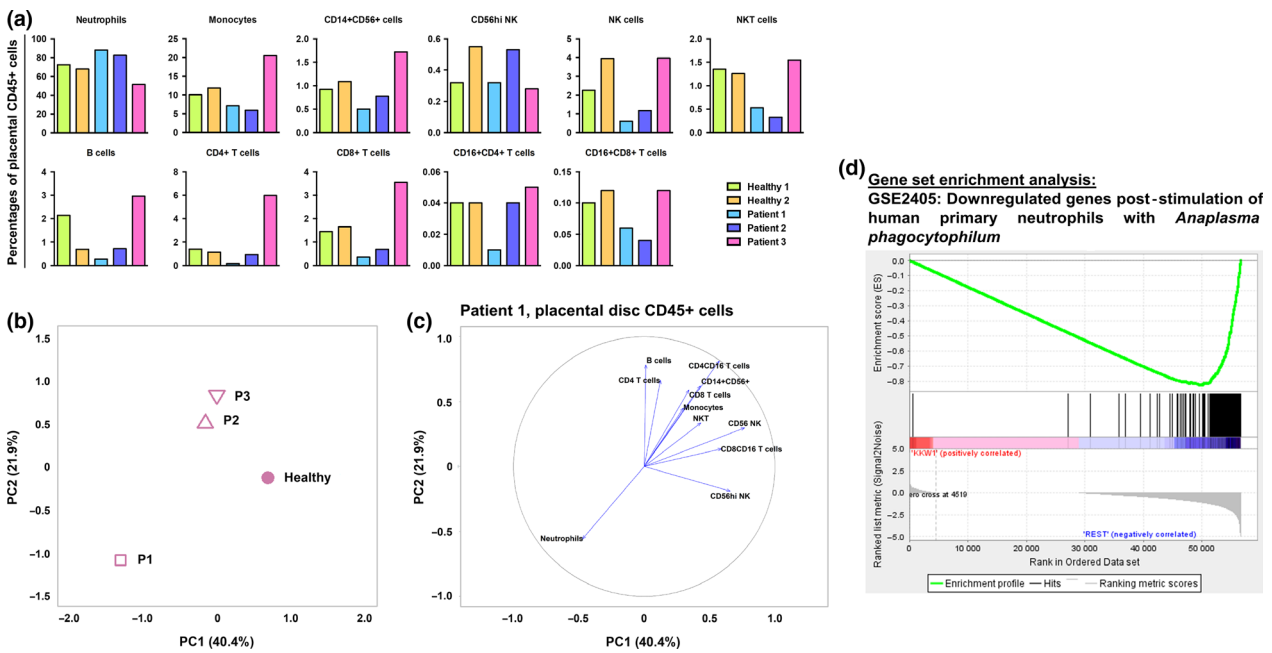 (a)
Percentages of placental CD45+ cells
Neutrophils
100
80
60
40
20
0
Monocytes
25
20
15
10
5
0
CD14+CD56+ cells
2.0
1.5
1.0
0.5
0.0
CD56hi NK
0.6
0.4
0.2
0.0
NK cells
5
4
3
2
1
0
NKT cells
2.0
1.5
1.0
0.5
0.0
B cells
4
3
2
1
0
CD4+ T cells
8
6
4
2
0
CD8+ T cells
4
3
2
1
0
CD16+CD4+ T cells
0.06
0.04
0.02
0.00
CD16+CD8+ T cells
0.15
0.10
0.05
0.00
Healthy 1
Healthy 2
Patient 1
Patient 2
Patient 3
(b)
PC2 (21.9%)
1.5
1.0
0.5
0
−0.5
−1.0
−1.5
P3
P2
Healthy
P1
−2.0 −1.0 0 1.0 2.0
PC1 (40.4%)
(c)
Patient 1, placental disc CD45+ cells
PC2 (21.9%)
1.0
0.5
0
−0.5
−1.0
B cells
CD4CD16 T cells
CD4 T cells
CD14+CD56+
CD8 T cells
Monocytes
NKT
CD56 NK
CD8CD16 T cells
CD56hi NK
Neutrophils
−1.0 −0.5 0 0.5 1.0
PC1 (40.4%)
(d)
Gene set enrichment analysis:
GSE2405: Downregulated genes post-stimulation of
human primary neutrophils with Anaplasma
phagocytophilum
Enrichment score (ES)
0.0
−0.1
−0.2
−0.3
−0.4
−0.5
−0.6
−0.7
−0.8
Ranked list metric (Signal2Noise)
5.0
2.5
0.0
−2.5
−5.0
'KKW1' (positively correlated)
ero cross at 4519
'REST' (negatively correlated)
0 10 000 20 000 30 000 40 000 50 000
Rank in Ordered Data set
Enrichment profile Hits Ranking metric scores